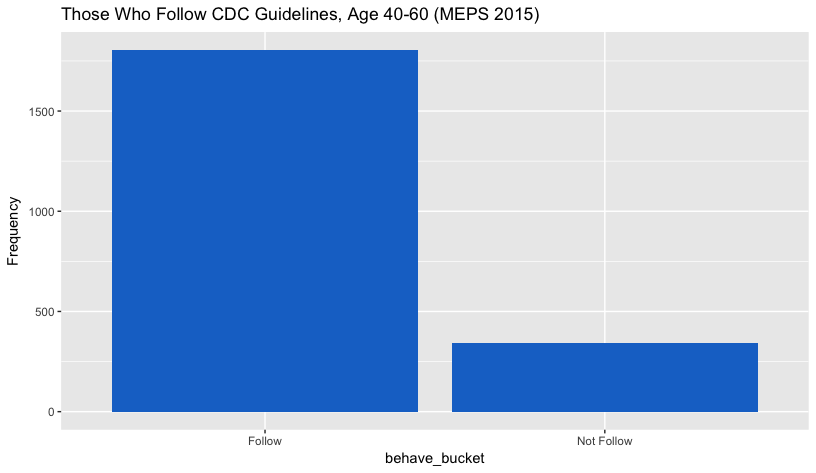 Those Who Follow CDC Guidelines, Age 40-60 (MEPS 2015)
Frequency
1500
1000
500
0
Follow
Not Follow
behave_bucket